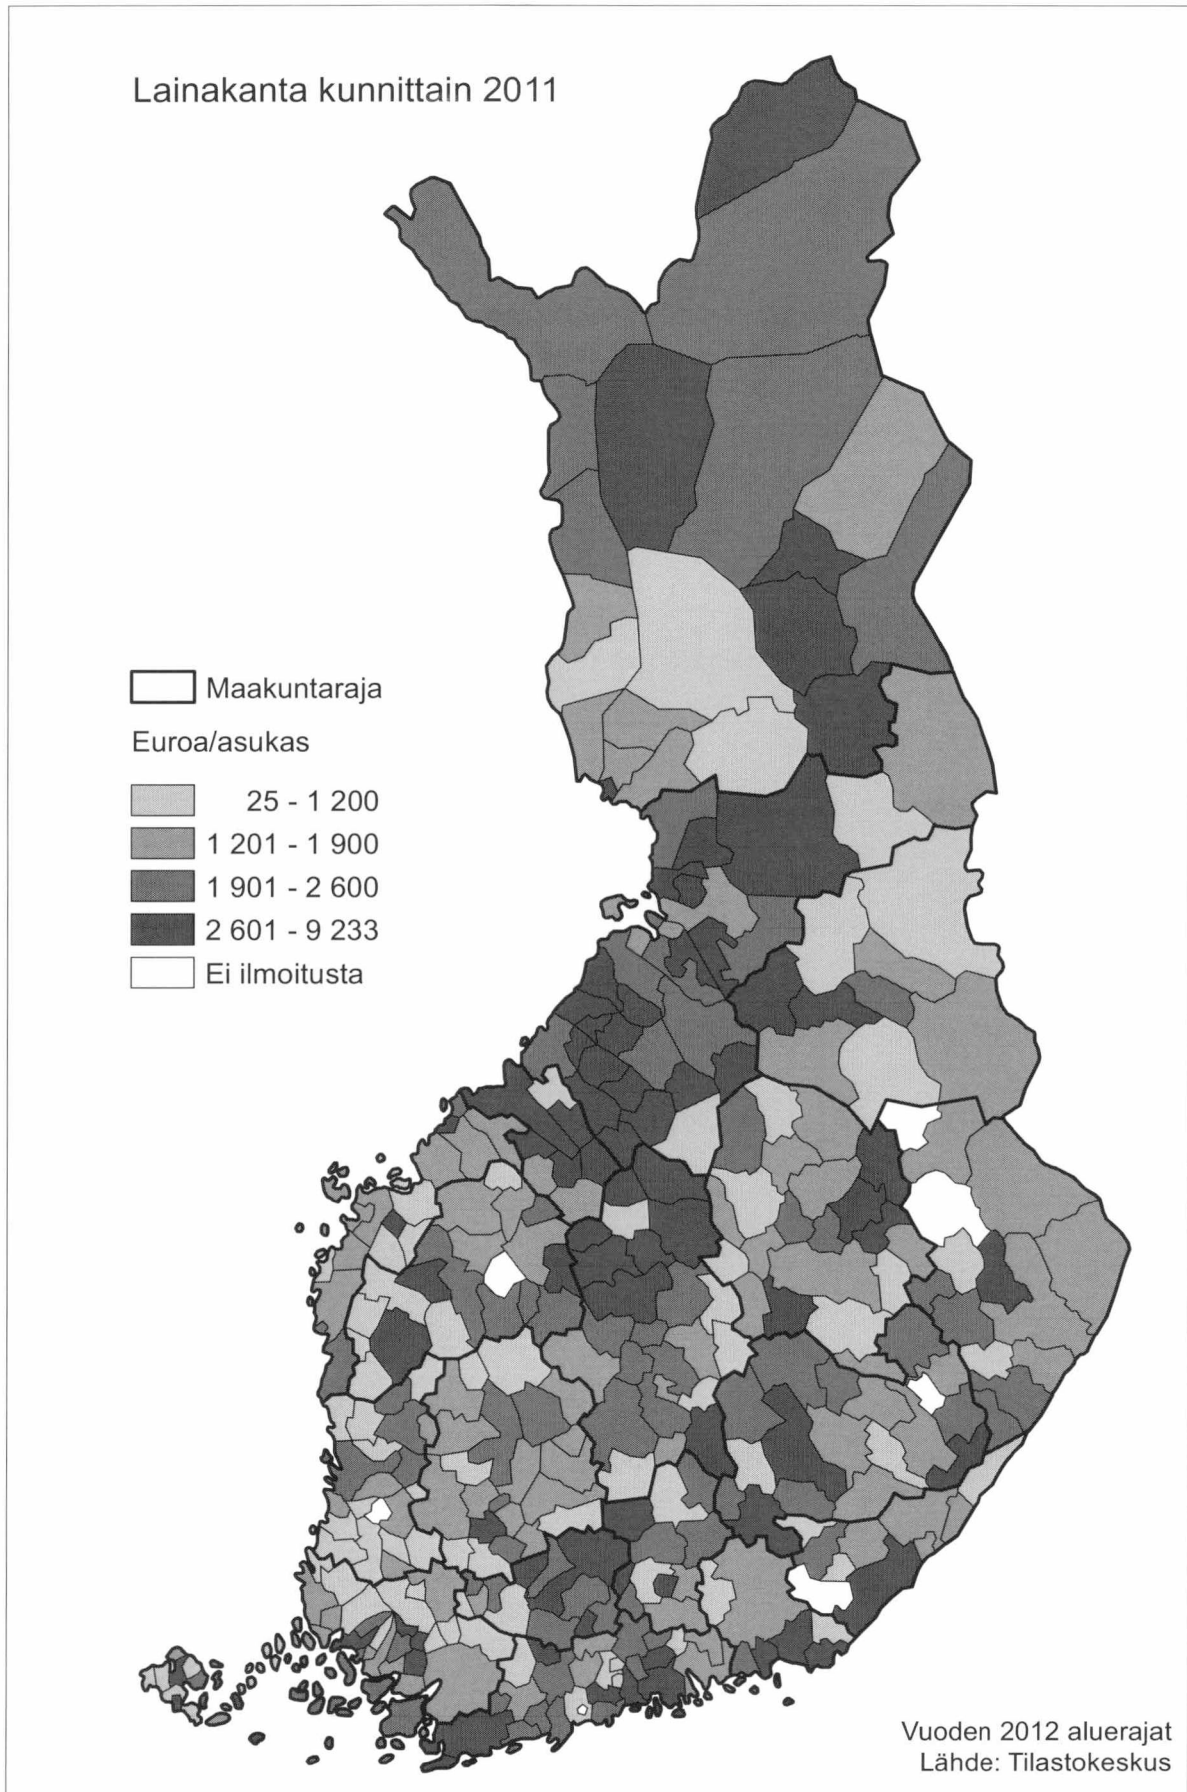 Lainakanta kunnittain 2011
Maakuntaraja
Euroa/asukas
25 - 1 200
1 201 - 1 900
1 901 - 2 600
2 601 - 9 233
Ei ilmoitusta
Vuoden 2012 aluerajat
Lähde: Tilastokeskus